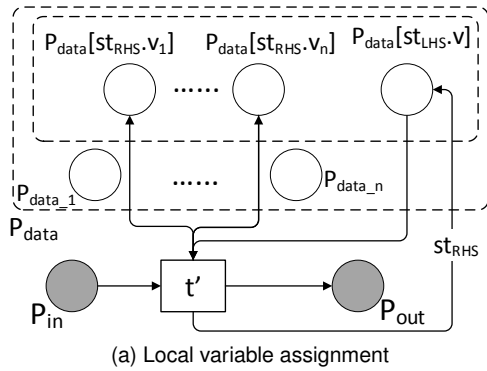 P_data[st_RHS.v_1] P_data[st_RHS.v_n] P_data[st_LHS.v]
...... 
P_data_1 ...... P_data_n
P_data
st_RHS
t'
P_in P_out
(a) Local variable assignment